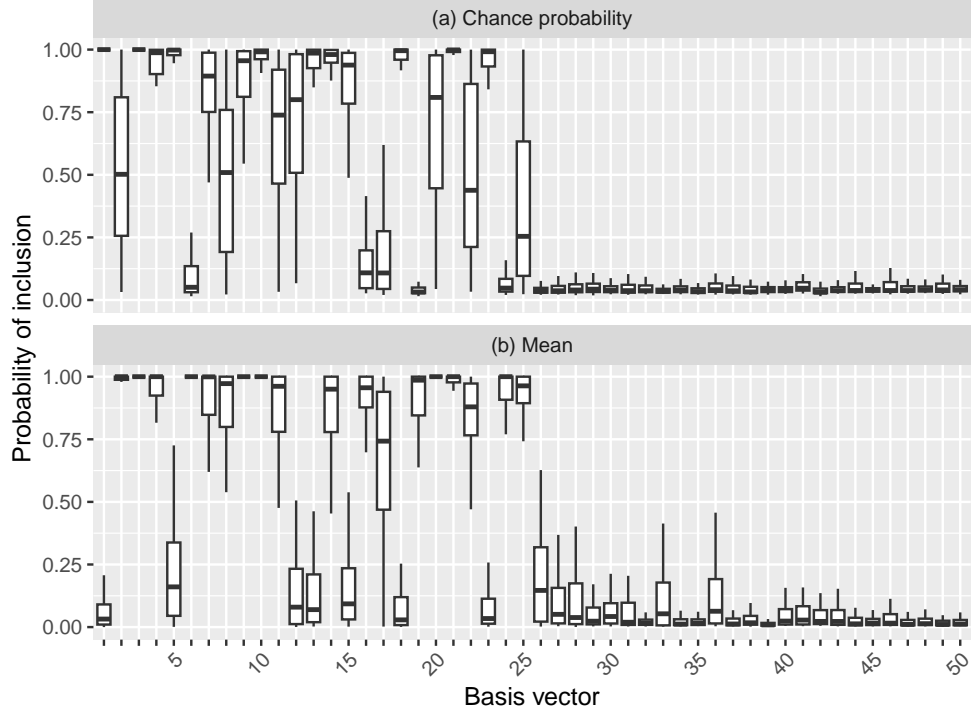 (a) Chance probability
1.00
0.75
0.50
0.25
0.00
(b) Mean
1.00
0.75
0.50
0.25
0.00
Probability of inclusion
5 10 15 20 25 30 35 40 45 50
Basis vector